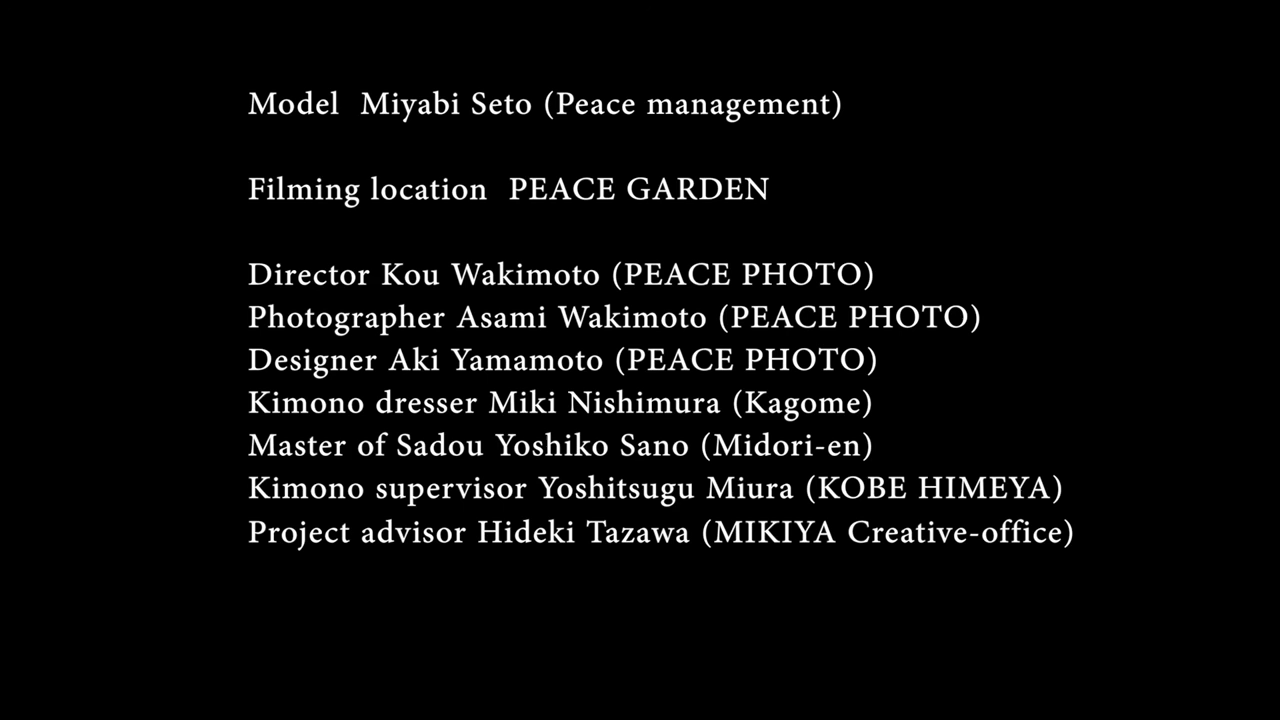 Model  Miyabi Seto (Peace management)
Filming location  PEACE GARDEN
Director Kou Wakimoto (PEACE PHOTO)
Photographer Asami Wakimoto (PEACE PHOTO)
Designer Aki Yamamoto (PEACE PHOTO)
Kimono dresser Miki Nishimura (Kagome)
Master of Sadou Yoshiko Sano (Midori-en)
Kimono supervisor Yoshitsugu Miura (KOBE HIMEYA)
Project advisor Hideki Tazawa (MIKIYA Creative-office)